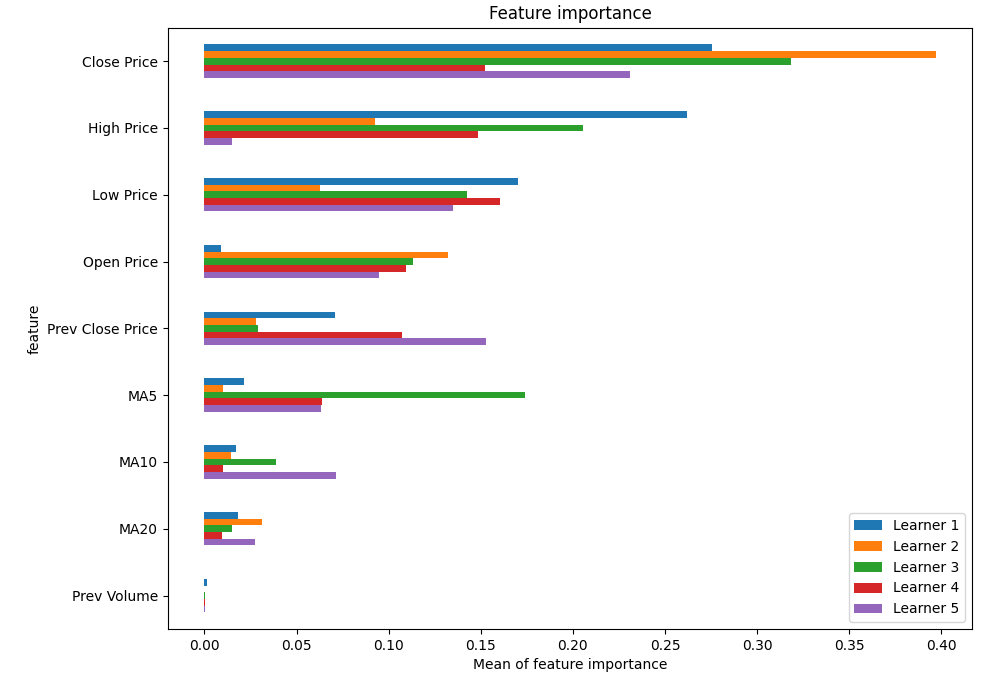 Feature importance
Close Price
High Price
Low Price
Open Price
Prev Close Price
MA5
MA10
MA20
Prev Volume
feature
Learner 1
Learner 2
Learner 3
Learner 4
Learner 5
0.00 0.05 0.10 0.15 0.20 0.25 0.30 0.35 0.40
Mean of feature importance